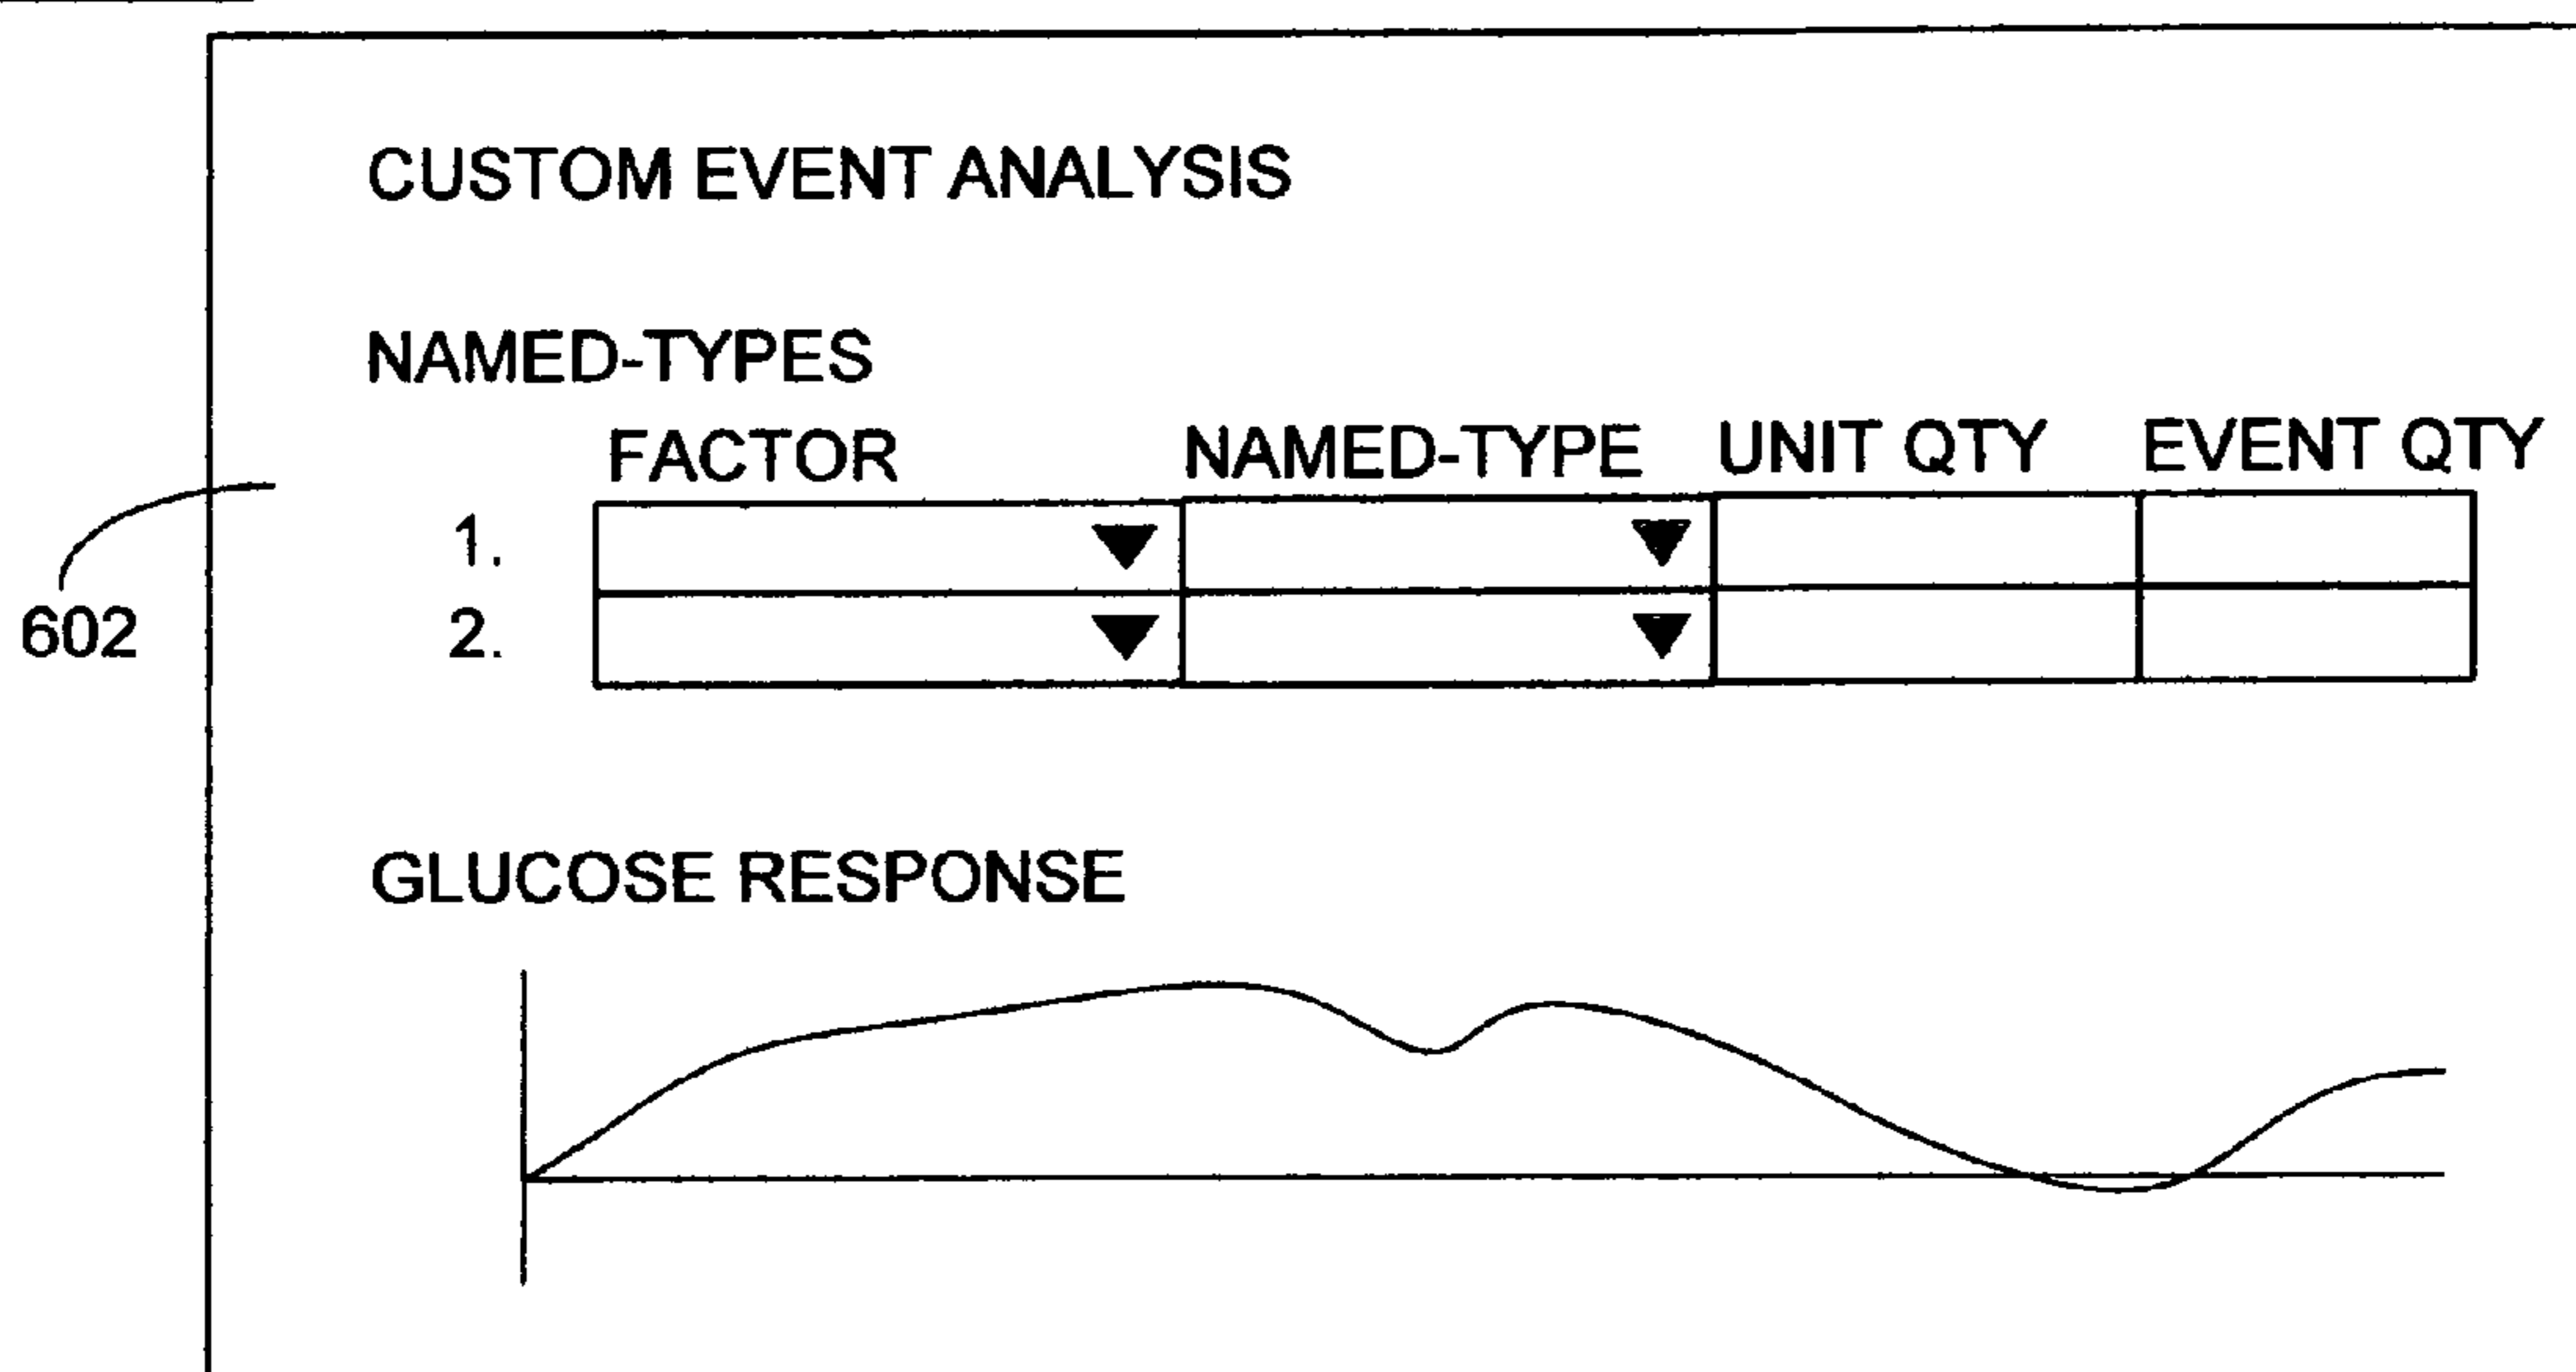 CUSTOM EVENT ANALYSIS
NAMED-TYPES
FACTOR NAMED-TYPE UNIT QTY EVENT QTY
1.
602
2.
GLUCOSE RESPONSE